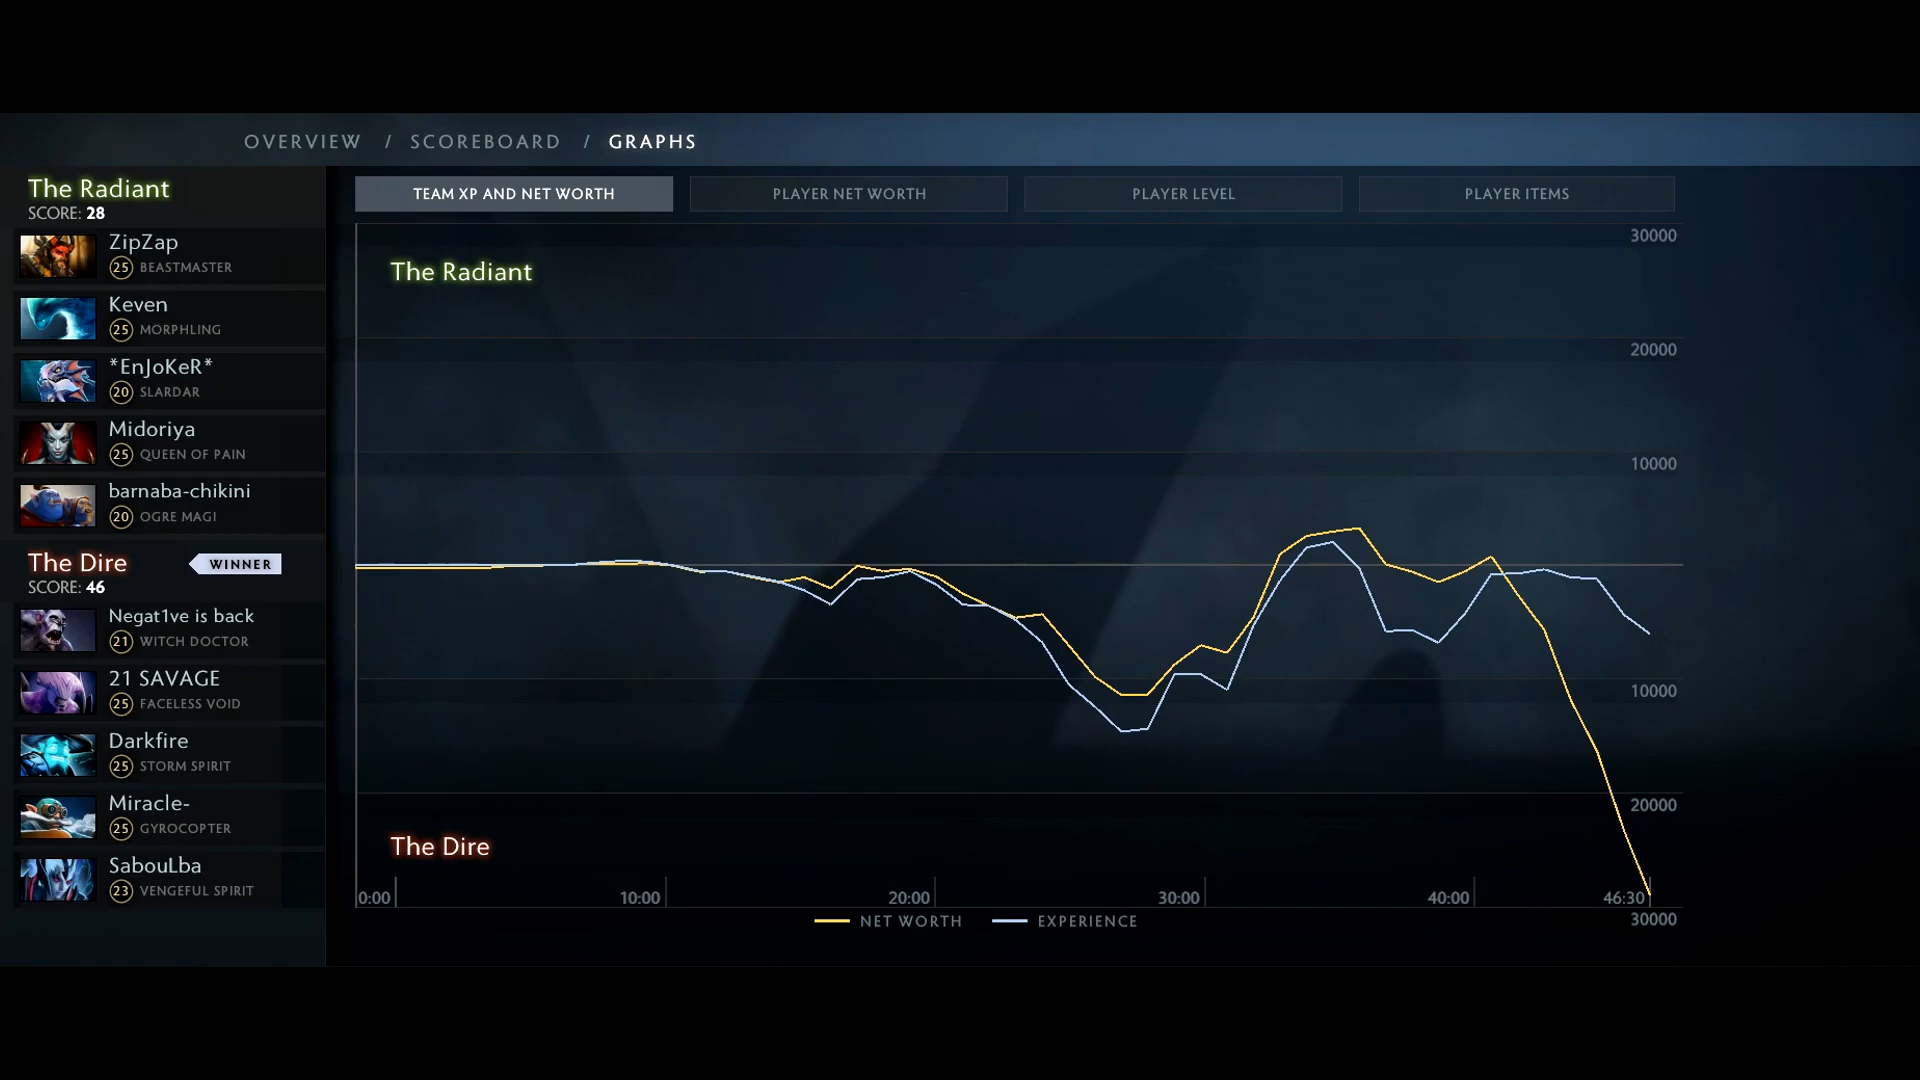 OVERVIEW / SCOREBOARD / GRAPHS
The Radiant
SCORE: 28
ZipZap
25 BEASTMASTER
Keven
25 MORPHLING
*EnJoKeR*
20 SLARDAR
Midoriya
25 QUEEN OF PAIN
barnaba-chikini
20 OGRE MAGI
The Dire
WINNER
SCORE: 46
Negat1ve is back
21 WITCH DOCTOR
21 SAVAGE
25 FACELESS VOID
Darkfire
25 STORM SPIRIT
Miracle-
25 GYROCOPTER
SabouLba
23 VENGEFUL SPIRIT
TEAM XP AND NET WORTH
PLAYER NET WORTH
PLAYER LEVEL
PLAYER ITEMS
30000
The Radiant
20000
10000
10000
20000
The Dire
0:00 10:00 20:00 30:00 40:00 46:30
30000
NET WORTH EXPERIENCE